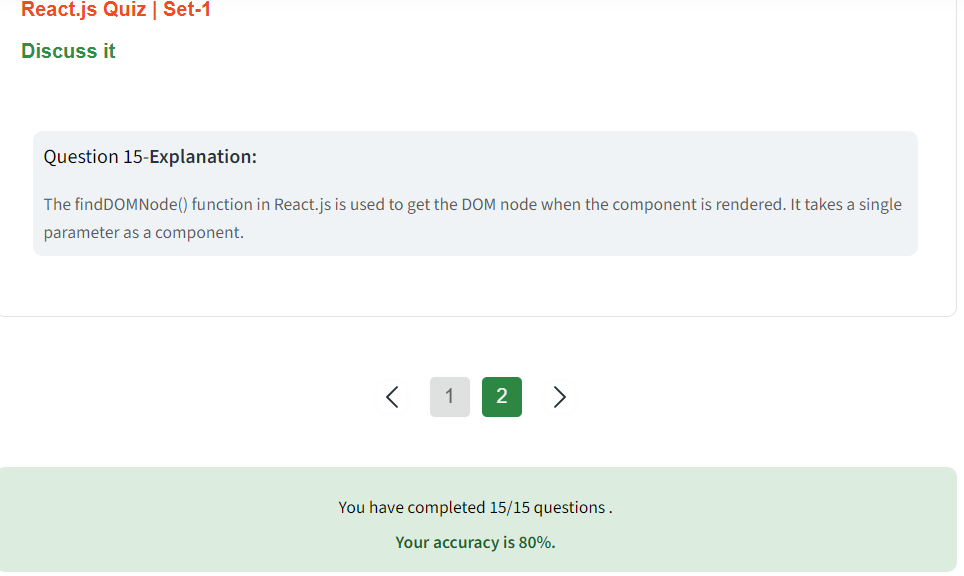 React.js Quiz | Set-1
Discuss it
Question 15-Explanation:
The findDOMNode() function in React.js is used to get the DOM node when the component is rendered. It takes a single
parameter as a component.
1 2
You have completed 15/15 questions .
Your accuracy is 80%.